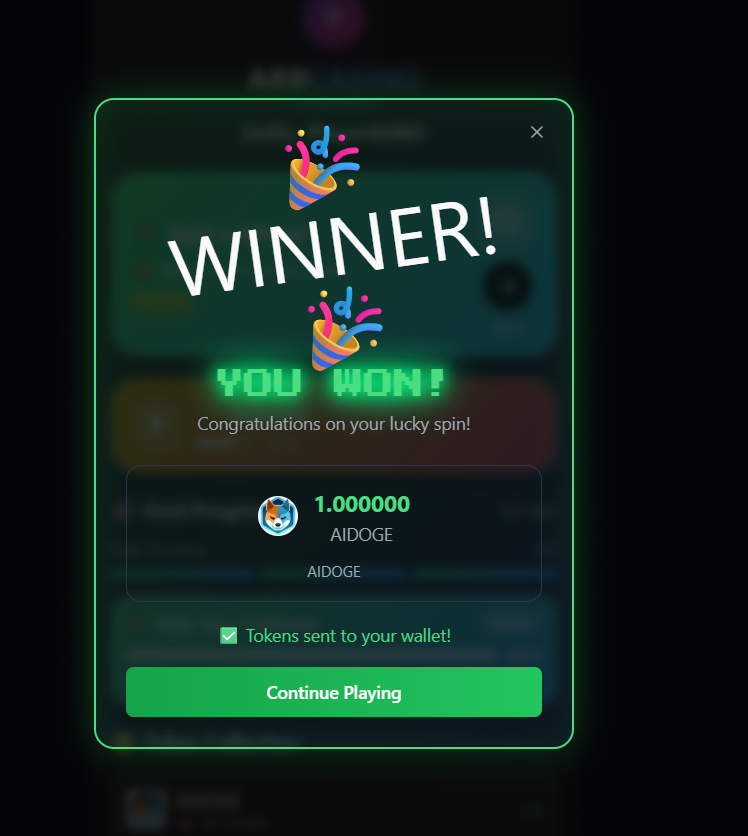 WINNER!
YOU WON!
Congratulations on your lucky spin!
1.000000
AIDOGE
AIDOGE
Tokens sent to your wallet!
Continue Playing